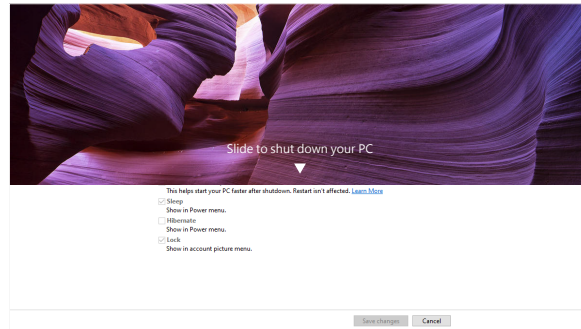 Slide to shut down your PC
This helps start your PC faster after shutdown. Restart isn't affected. Learn More
Sleep
Show in Power menu.
Hibernate
Show in Power menu.
Lock
Show in account picture menu.
Save changes Cancel